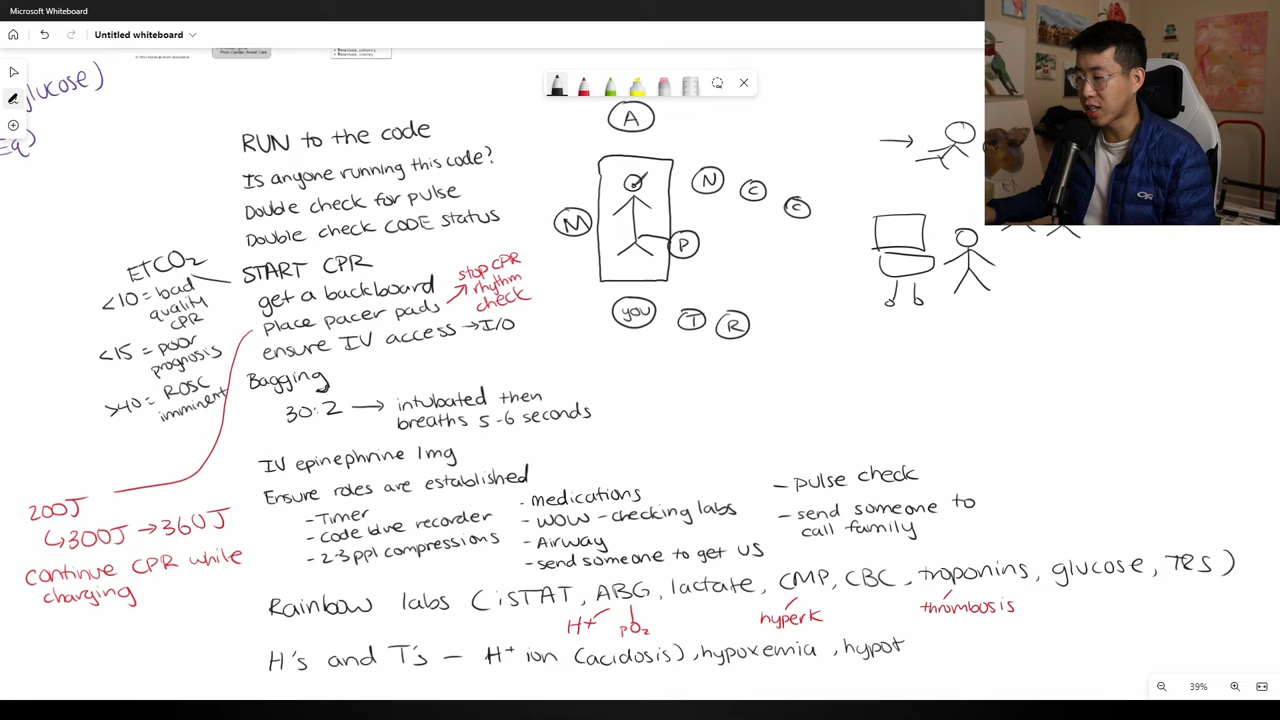 Microsoft Whiteboard
Untitled whiteboard
glucose)
Eq)
RUN to the code
Is anyone running this code?
Double check for pulse
Double check CODE status
START CPR
get a backboard
place pacer pads
stop CPR
rhythm
check
ensure IV access → I/O
ETCO2
<10 = bad
quality
CPR
<15 = poor
prognosis
>40 = ROSC
imminent
Bagging
30:2 → intubated then
breaths 5-6 seconds
IV epinephrine 1mg
Ensure roles are established
- Timer
- Code blue recorder
- 2-3 ppl compressions
- medications
- WOW - checking labs
- Airway
- send someone to get US
- pulse check
- send someone to
call family
200J
↳ 300J → 360J
continue CPR while
charging
Rainbow labs (iSTAT, ABG, lactate, CMP, CBC, troponins, glucose, T&S)
H+
pO2
hyperK
thrombosis
H's and T's - H+ ion (acidosis), hypoxemia, hypot
A
N
C
C
M
P
you
T
R
39%